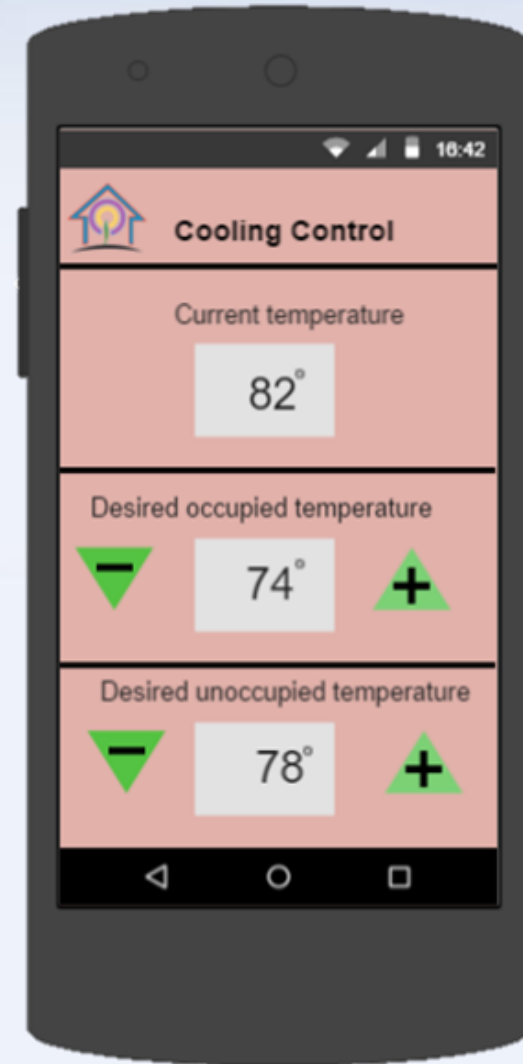 16:42
Cooling Control
Current temperature
82°
Desired occupied temperature
− 74° +
Desired unoccupied temperature
− 78° +